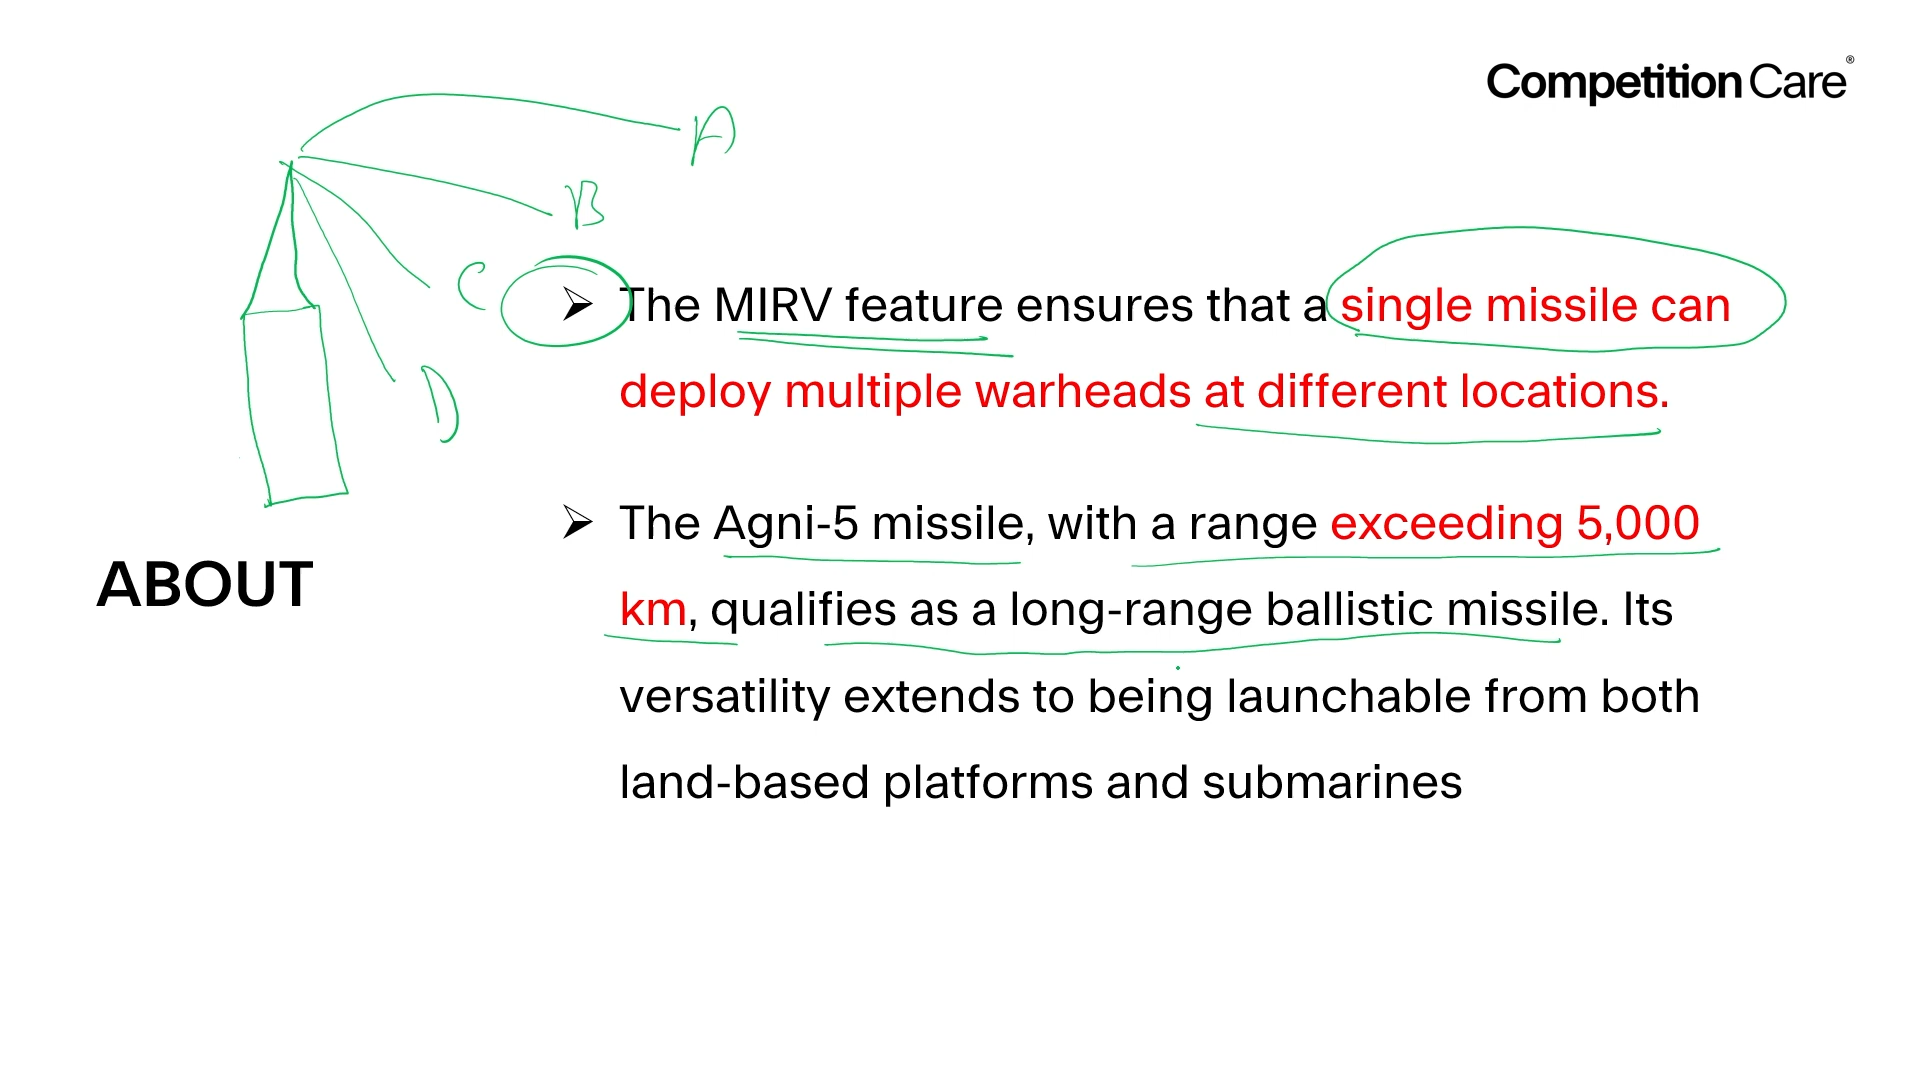 Competition Care®
A
B
C
D
The MIRV feature ensures that a single missile can
deploy multiple warheads at different locations.
The Agni-5 missile, with a range exceeding 5,000
km, qualifies as a long-range ballistic missile. Its
versatility extends to being launchable from both
land-based platforms and submarines
ABOUT